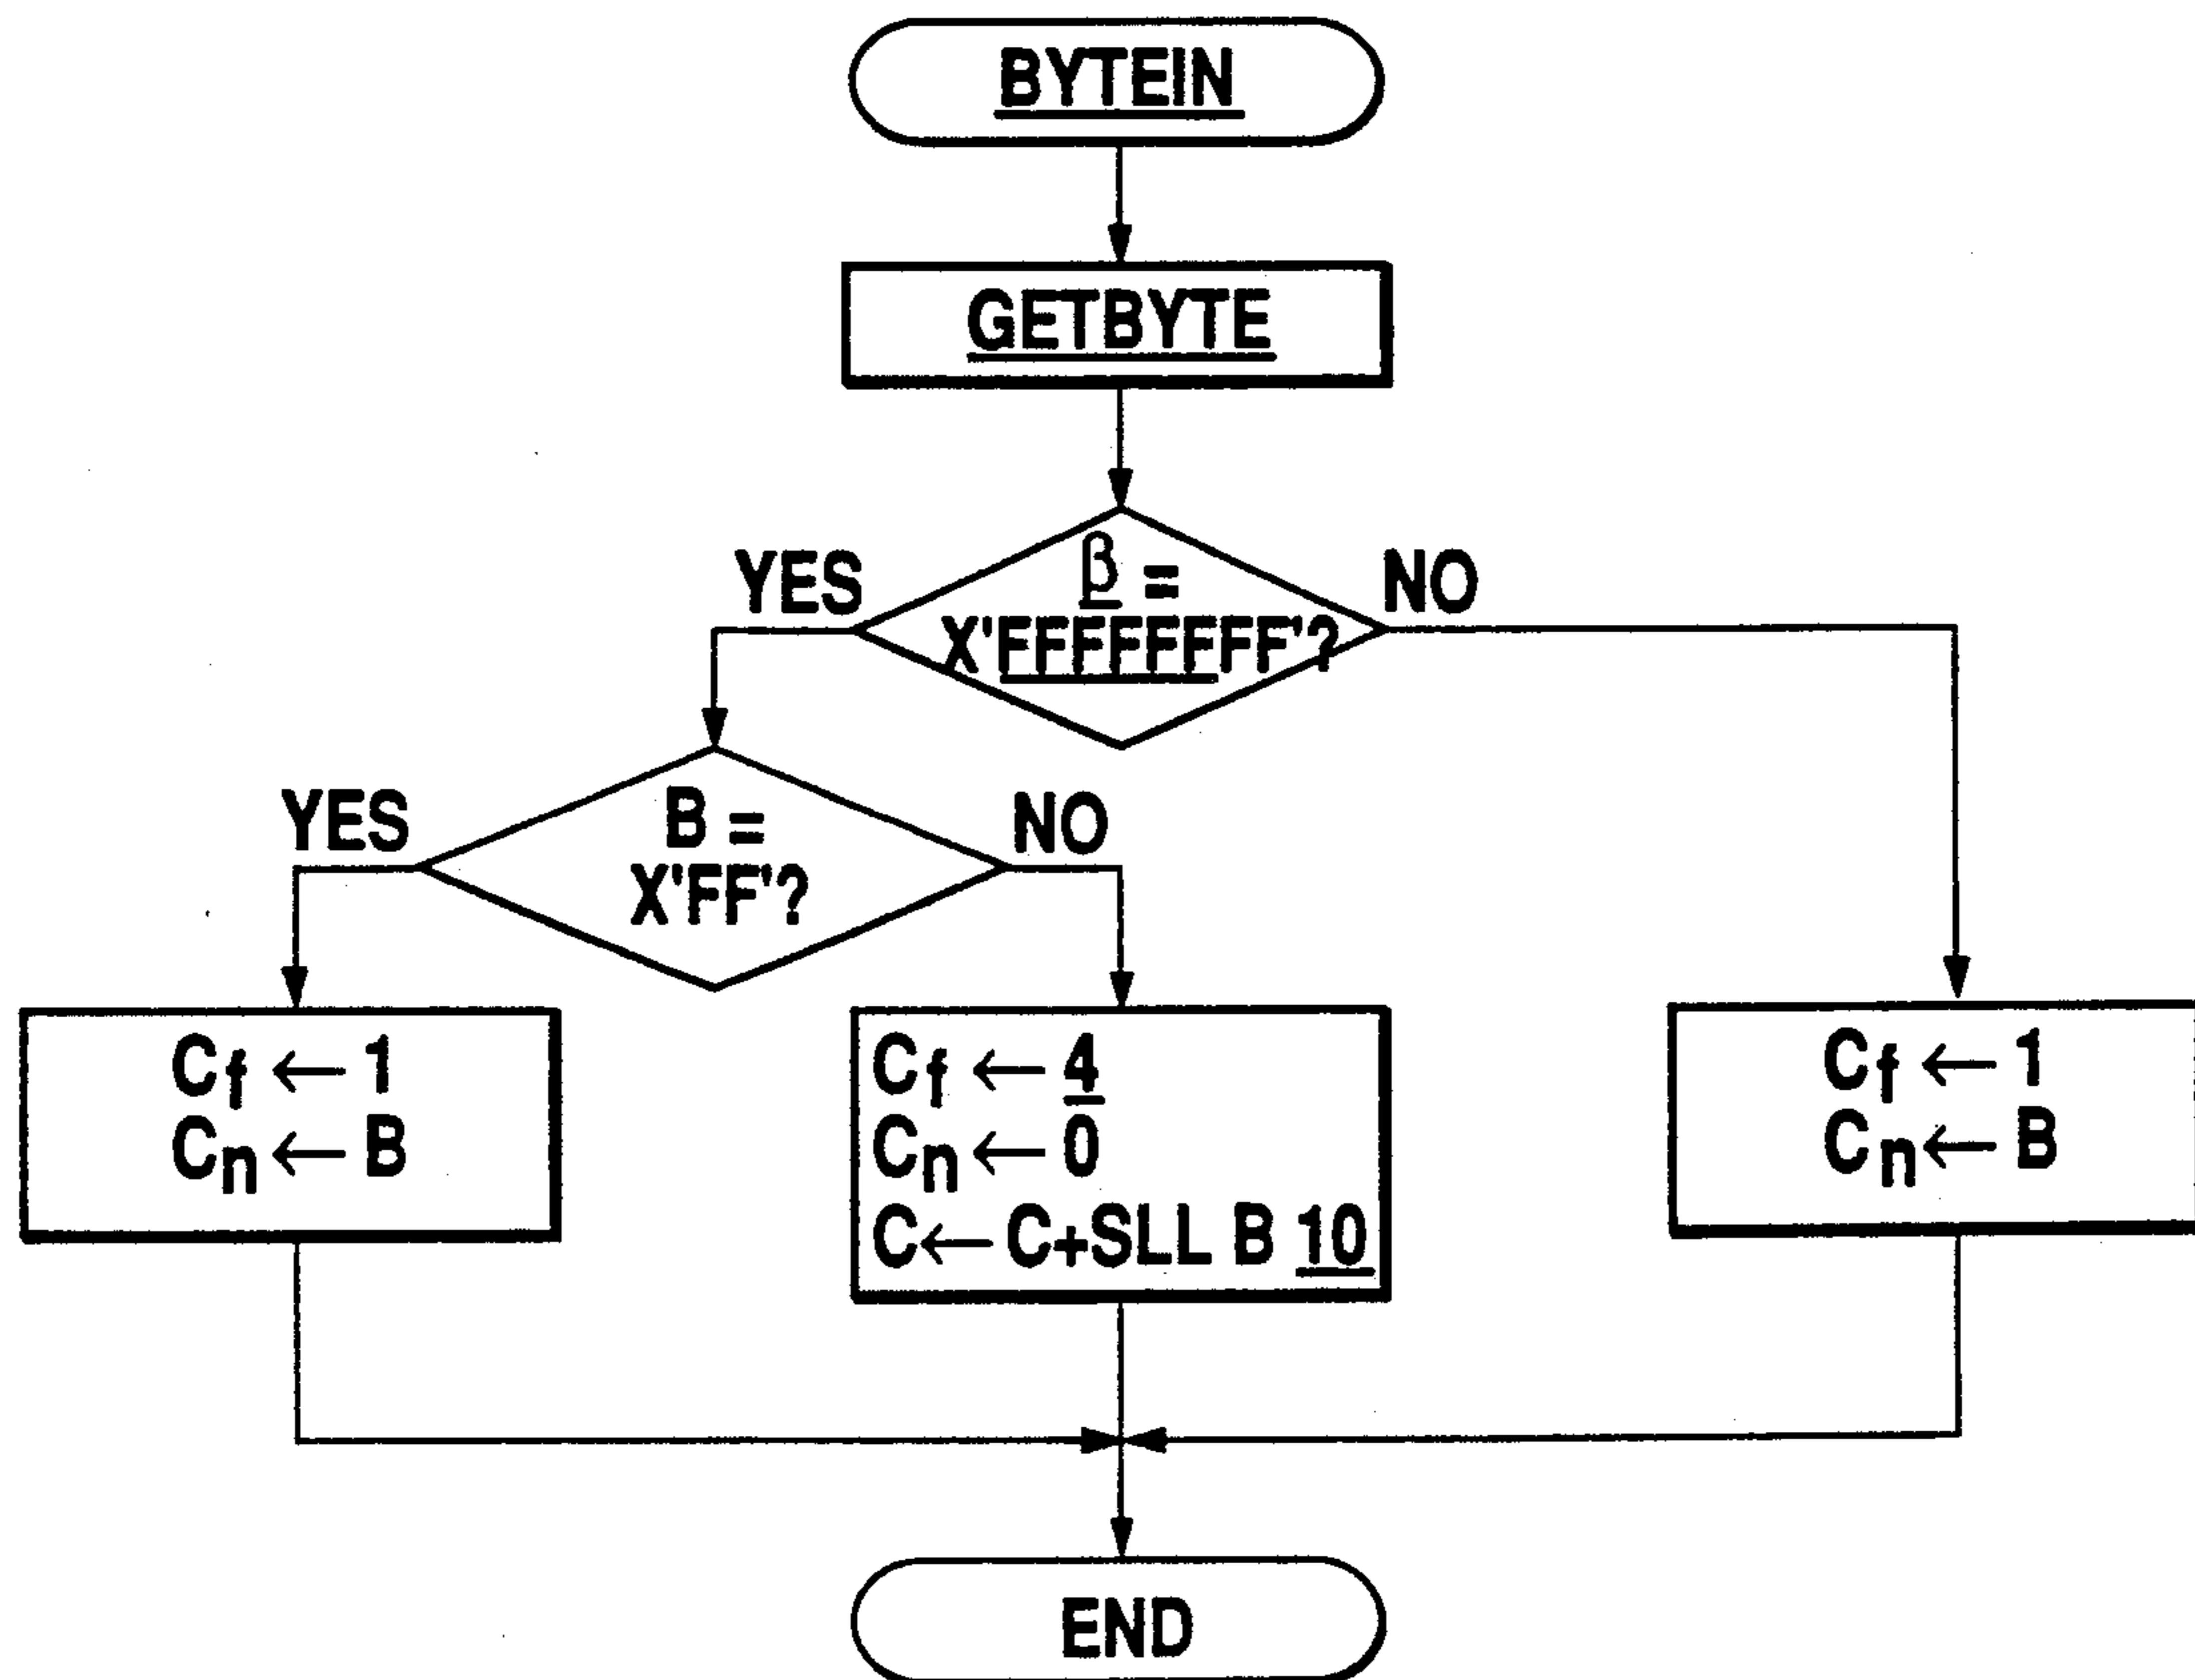 BYTEIN
GETBYTE
YES
β =
X'FFFFFFFF'?
NO
YES
B =
X'FF'?
NO
Cf ← 1
Cn ← B
Cf ← 4
Cn ← 0
C ← C+SLL B 10
Cf ← 1
Cn ← B
END